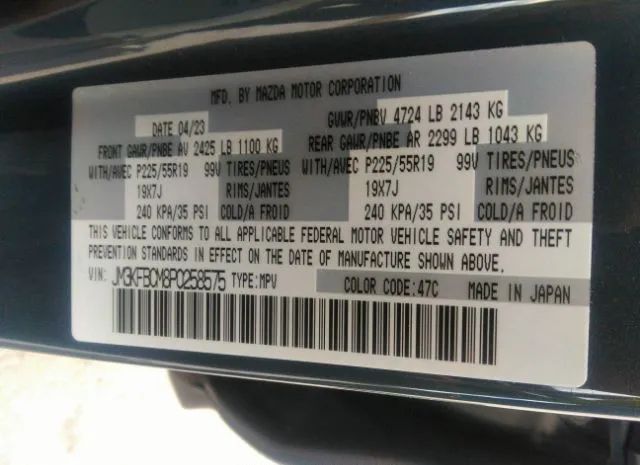 MFD. BY MAZDA MOTOR CORPORATION
DATE 04/23 GVWR/PNBV 4724 LB 2143 KG
FRONT GAWR/PNBE AV 2425 LB 1100 KG REAR GAWR/PNBE AR 2299 LB 1043 KG
WITH/AVEC P225/55R19 99V TIRES/PNEUS WITH/AVEC P225/55R19 99V TIRES/PNEUS
19X7J RIMS/JANTES 19X7J RIMS/JANTES
240 KPA/35 PSI COLD/A FROID 240 KPA/35 PSI COLD/A FROID
THIS VEHICLE CONFORMS TO ALL APPLICABLE FEDERAL MOTOR VEHICLE SAFETY AND THEFT
PREVENTION STANDARDS IN EFFECT ON THE DATE OF MANUFACTURE SHOWN ABOVE.
VIN: JM3KFBCM8P0258575 TYPE:MPV COLOR CODE:47C MADE IN JAPAN